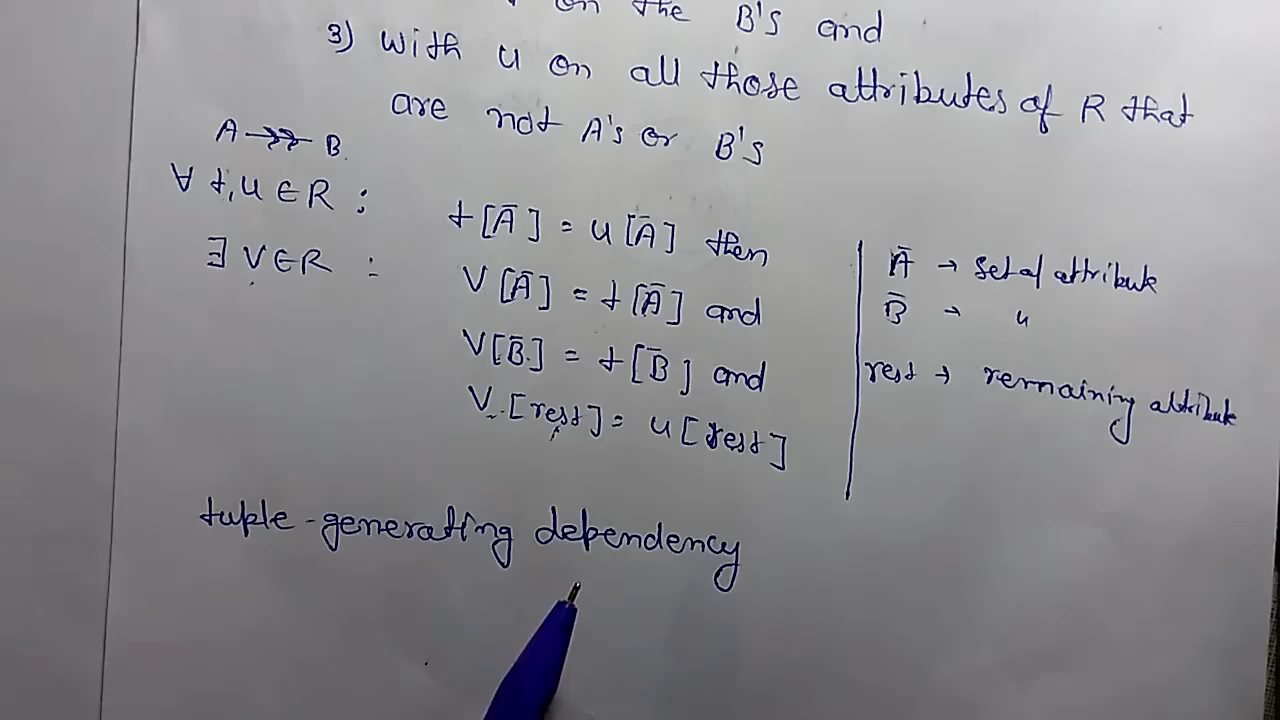 on the B's and
3) With u on all those attributes of R that
are not A's or B's
A →→ B.
∀ t,u ∈ R : t[Ā] = u[Ā] then
∃ V ∈ R : V[Ā] = t[Ā] and
V[B̄] = t[B̄] and
V.[rest] = u[rest]
Ā → set of attribute
B̄ → u
rest → remaining attribute
tuple-generating dependency